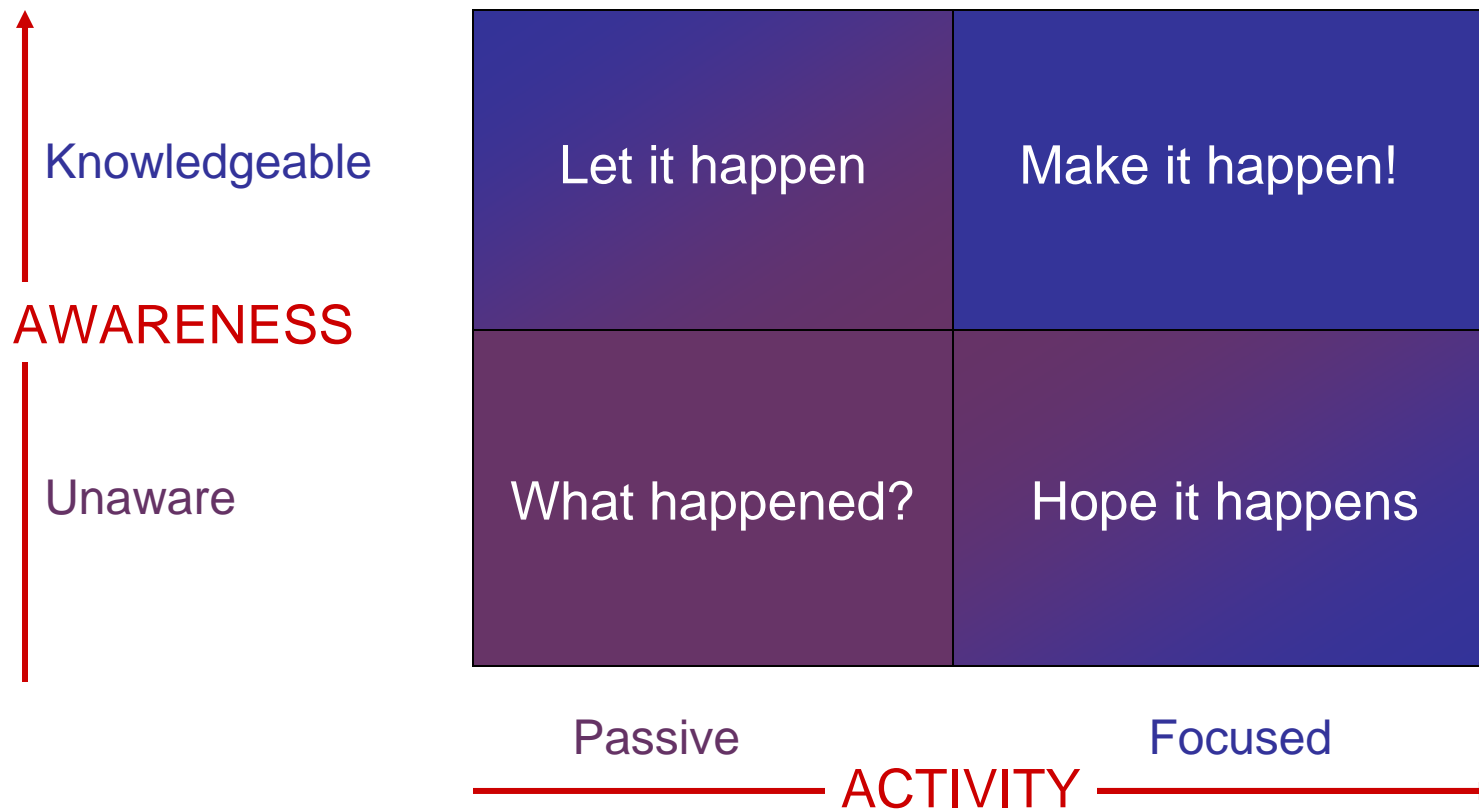 Knowledgeable
Let it happen
Make it happen!
AWARENESS
Unaware
What happened?
Hope it happens
Passive
Focused
ACTIVITY